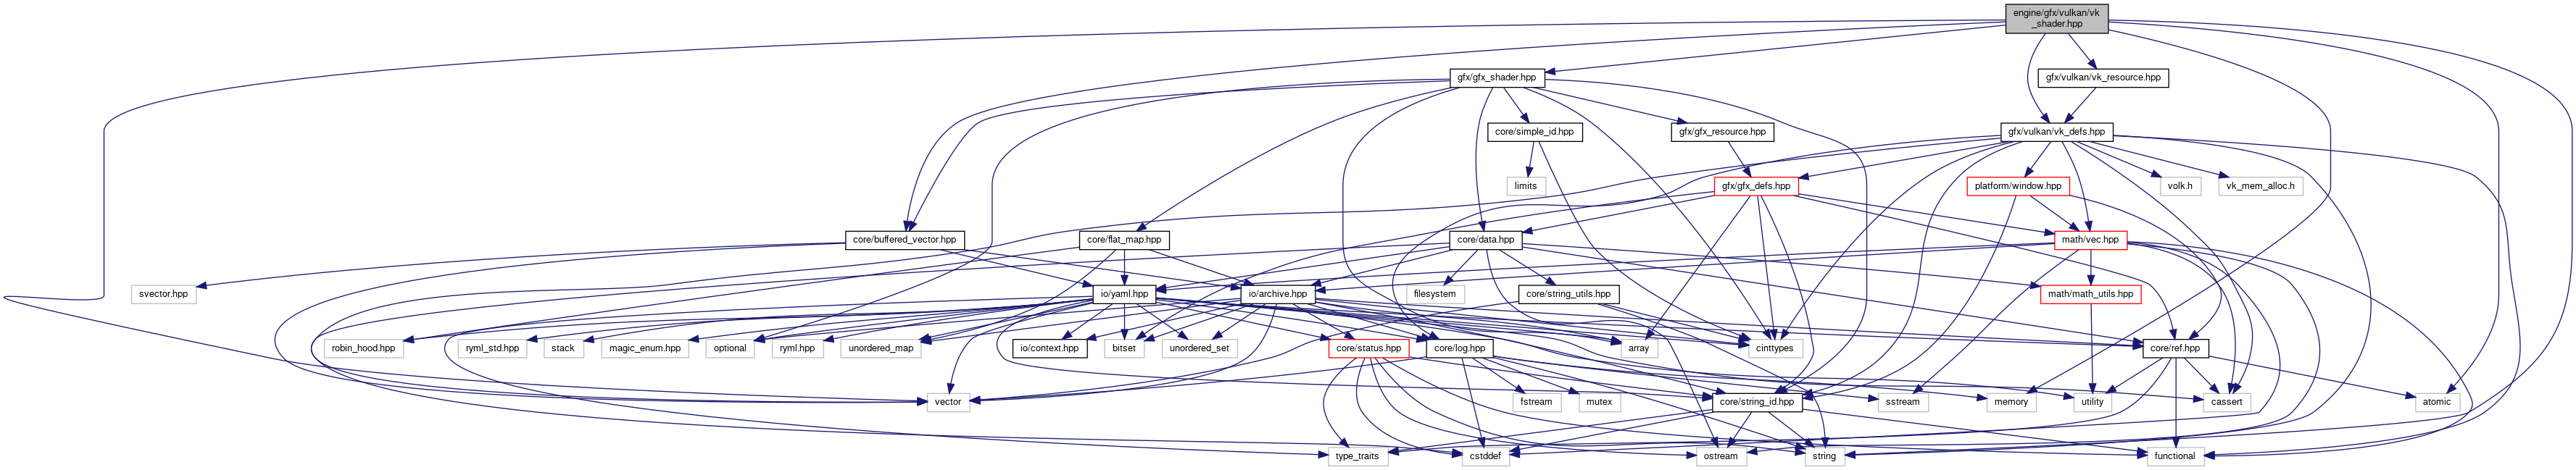 engine/gfx/vulkan/vk
_shader.hpp
gfx/gfx_shader.hpp
gfx/vulkan/vk_resource.hpp
core/simple_id.hpp
gfx/gfx_resource.hpp
gfx/vulkan/vk_defs.hpp
limits
gfx/gfx_defs.hpp
platform/window.hpp
volk.h
vk_mem_alloc.h
core/buffered_vector.hpp
core/flat_map.hpp
core/data.hpp
math/vec.hpp
svector.hpp
io/yaml.hpp
io/archive.hpp
filesystem
core/string_utils.hpp
math/math_utils.hpp
robin_hood.hpp
ryml_std.hpp
stack
magic_enum.hpp
optional
ryml.hpp
unordered_map
io/context.hpp
bitset
unordered_set
core/status.hpp
core/log.hpp
array
cinttypes
core/ref.hpp
vector
fstream
mutex
core/string_id.hpp
sstream
memory
utility
cassert
atomic
type_traits
cstddef
ostream
string
functional